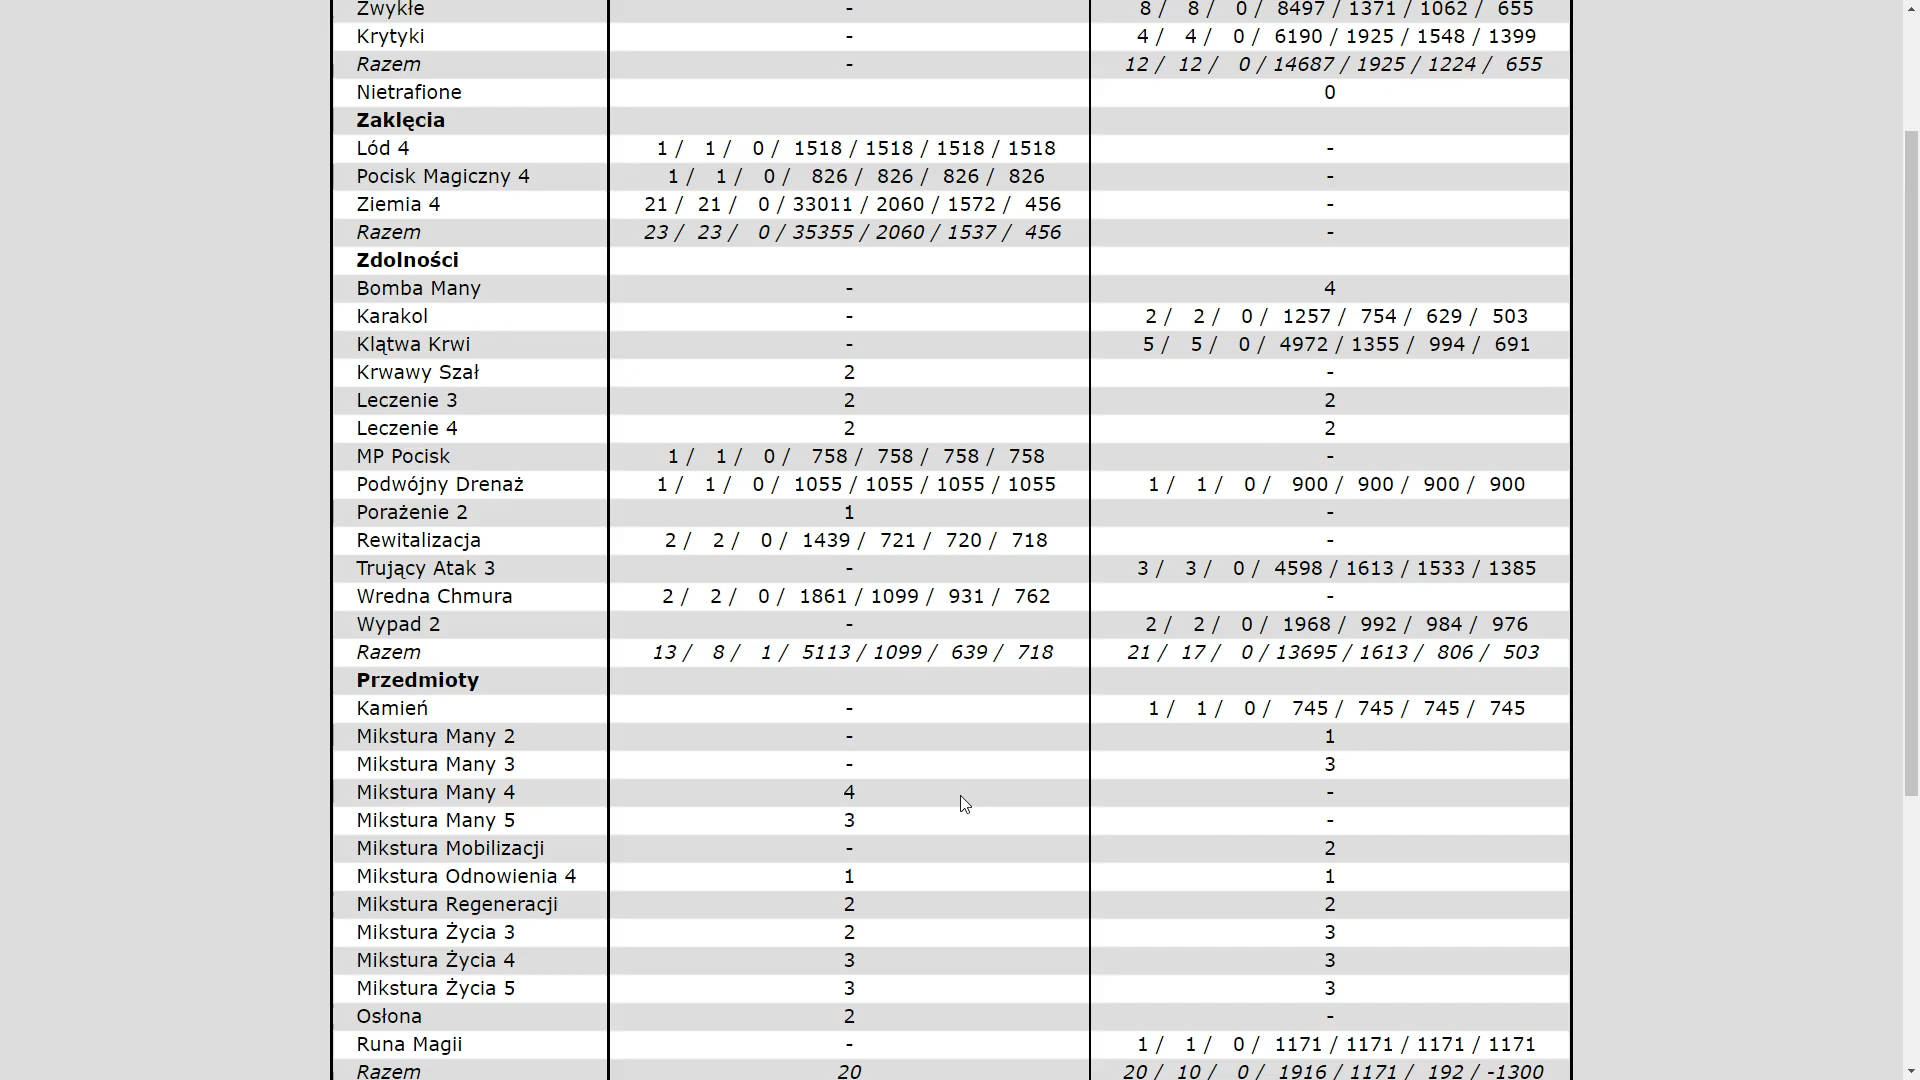 Zwykłe - 8 / 8 / 0 / 8497 / 1371 / 1062 / 655
Krytyki - 4 / 4 / 0 / 6190 / 1925 / 1548 / 1399
Razem - 12 / 12 / 0 / 14687 / 1925 / 1224 / 655
Nietrafione 0
Zaklęcia
Lód 4 1 / 1 / 0 / 1518 / 1518 / 1518 / 1518 -
Pocisk Magiczny 4 1 / 1 / 0 / 826 / 826 / 826 / 826 -
Ziemia 4 21 / 21 / 0 / 33011 / 2060 / 1572 / 456 -
Razem 23 / 23 / 0 / 35355 / 2060 / 1537 / 456 -
Zdolności
Bomba Many - 4
Karakol - 2 / 2 / 0 / 1257 / 754 / 629 / 503
Klątwa Krwi - 5 / 5 / 0 / 4972 / 1355 / 994 / 691
Krwawy Szał 2 -
Leczenie 3 2 2
Leczenie 4 2 2
MP Pocisk 1 / 1 / 0 / 758 / 758 / 758 / 758 -
Podwójny Drenaż 1 / 1 / 0 / 1055 / 1055 / 1055 / 1055 1 / 1 / 0 / 900 / 900 / 900 / 900
Porażenie 2 1 -
Rewitalizacja 2 / 2 / 0 / 1439 / 721 / 720 / 718 -
Trujący Atak 3 - 3 / 3 / 0 / 4598 / 1613 / 1533 / 1385
Wredna Chmura 2 / 2 / 0 / 1861 / 1099 / 931 / 762 -
Wypad 2 - 2 / 2 / 0 / 1968 / 992 / 984 / 976
Razem 13 / 8 / 1 / 5113 / 1099 / 639 / 718 21 / 17 / 0 / 13695 / 1613 / 806 / 503
Przedmioty
Kamień - 1 / 1 / 0 / 745 / 745 / 745 / 745
Mikstura Many 2 - 1
Mikstura Many 3 - 3
Mikstura Many 4 4 -
Mikstura Many 5 3 -
Mikstura Mobilizacji - 2
Mikstura Odnowienia 4 1 1
Mikstura Regeneracji 2 2
Mikstura Życia 3 2 3
Mikstura Życia 4 3 3
Mikstura Życia 5 3 3
Osłona 2 -
Runa Magii - 1 / 1 / 0 / 1171 / 1171 / 1171 / 1171
Razem 20 20 / 10 / 0 / 1916 / 1171 / 192 / -1300